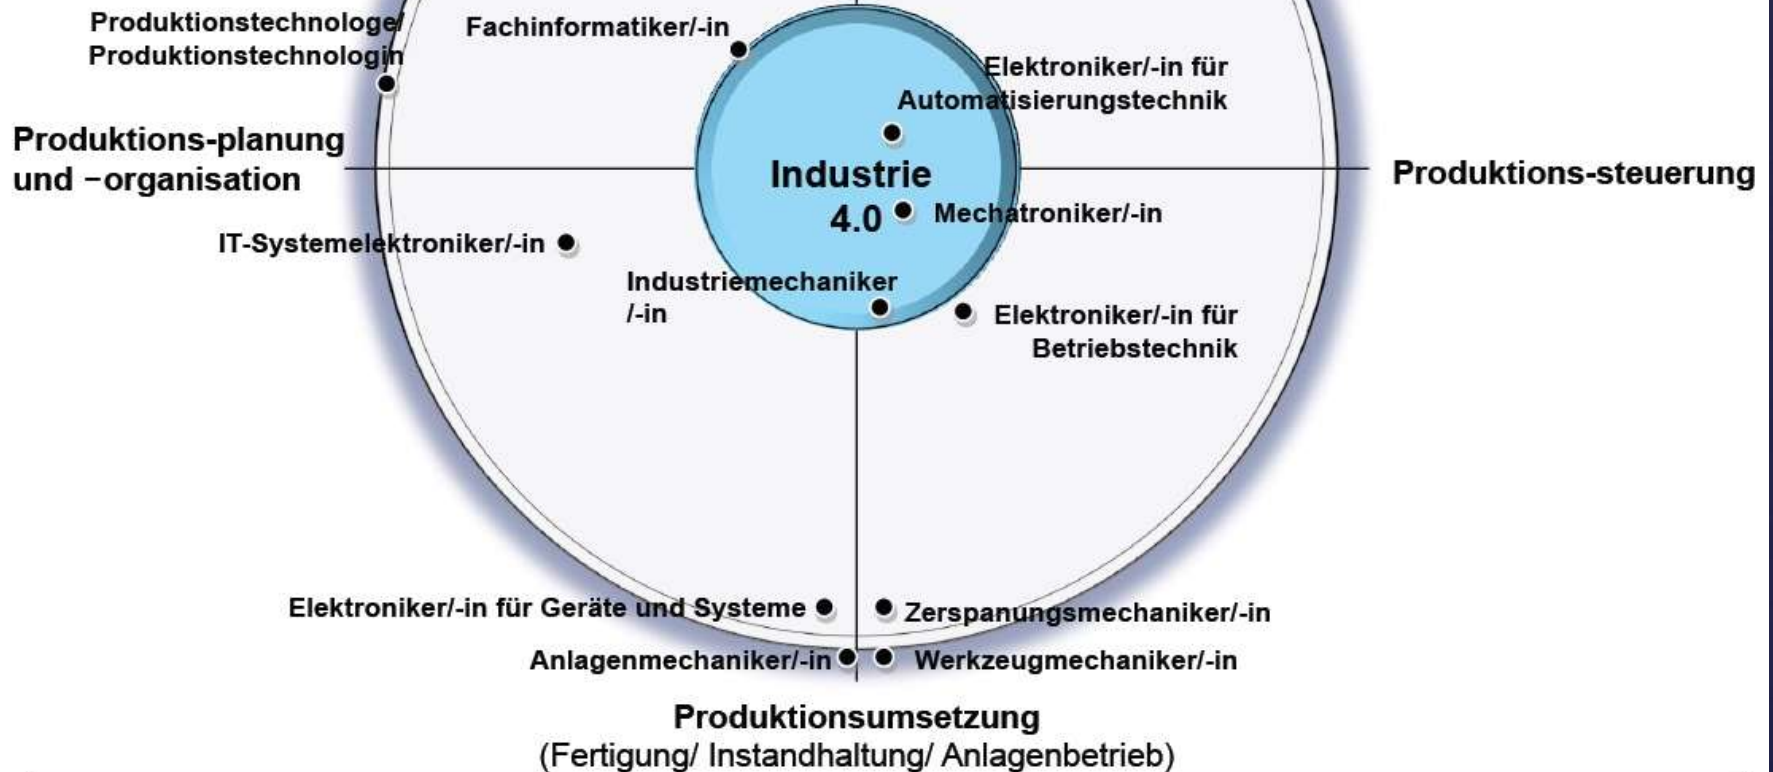 Produktionstechnologe/
Produktionstechnologin
Fachinformatiker/-in
Elektroniker/-in für
Automatisierungstechnik
Produktions-planung
und –organisation
Industrie
4.0
Produktions-steuerung
Mechatroniker/-in
IT-Systemelektroniker/-in
Industriemechaniker
/-in
Elektroniker/-in für
Betriebstechnik
Elektroniker/-in für Geräte und Systeme
Zerspanungsmechaniker/-in
Anlagenmechaniker/-in
Werkzeugmechaniker/-in
Produktionsumsetzung
(Fertigung/ Instandhaltung/ Anlagenbetrieb)